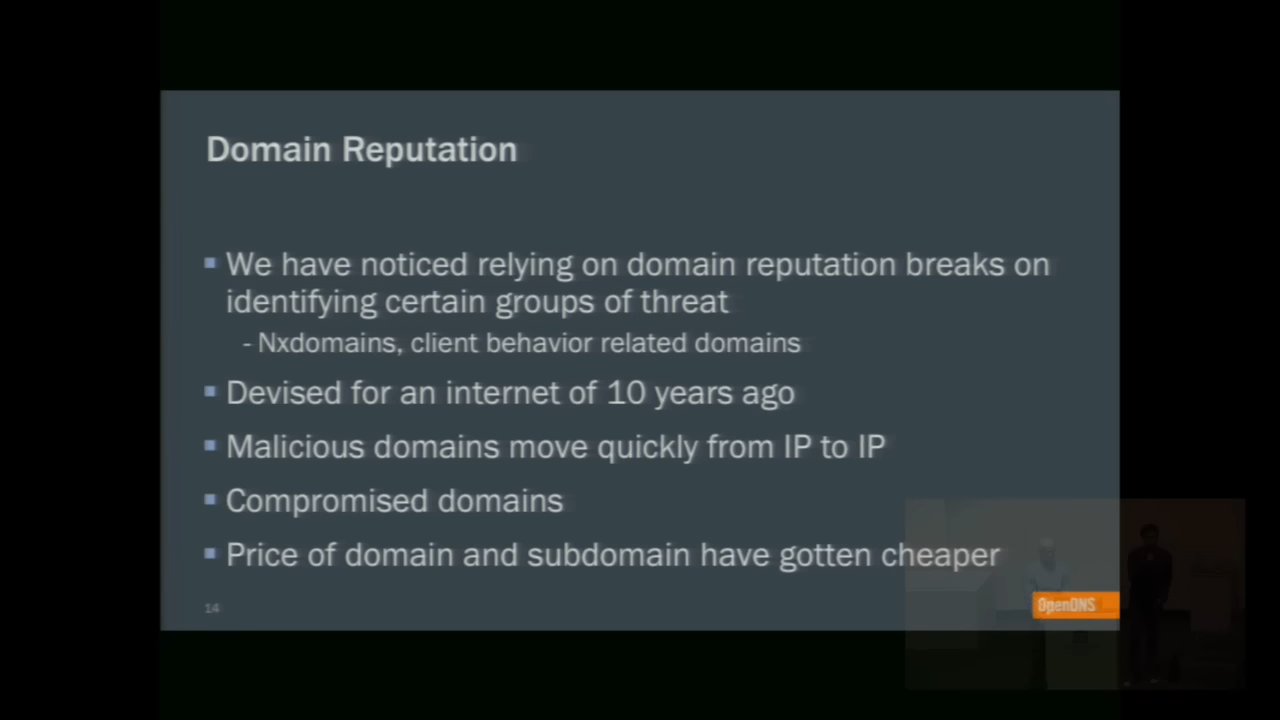 Domain Reputation
▪ We have noticed relying on domain reputation breaks on
identifying certain groups of threat
- Nxdomains, client behavior related domains
▪ Devised for an internet of 10 years ago
▪ Malicious domains move quickly from IP to IP
▪ Compromised domains
▪ Price of domain and subdomain have gotten cheaper
14
OpenDNS